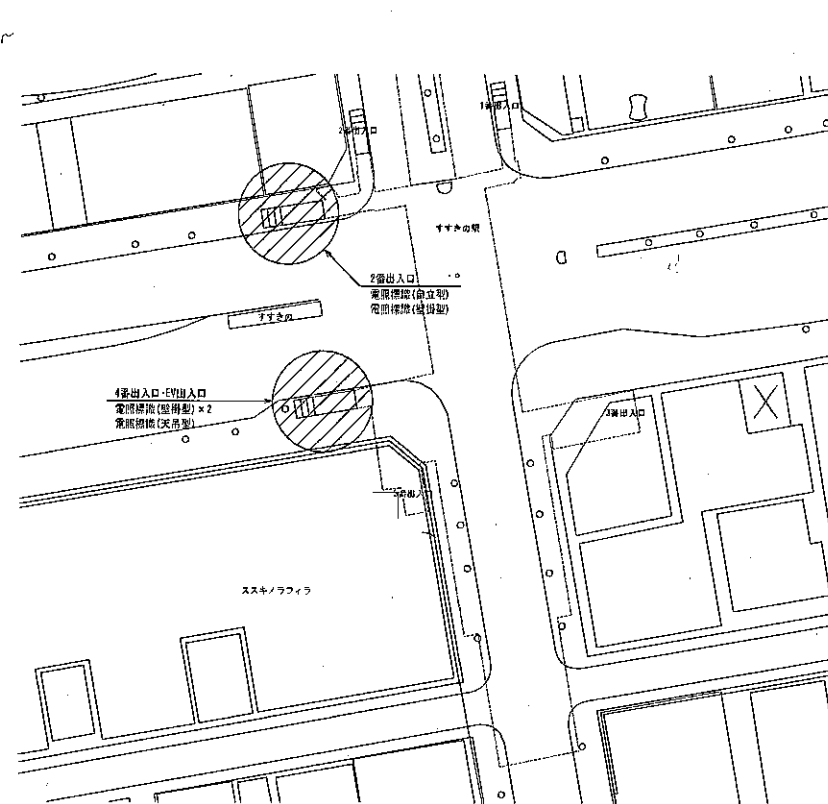 1番出入口
2番出入口
すすきの駅
2番出入口
電照標識(自立型)
電照標識(壁掛型)
すすきの
4番出入口・EV出入口
電照標識(壁掛型)×2
電照標識(天吊型)
3番出入口
5番出入口
ススキノラフィラ